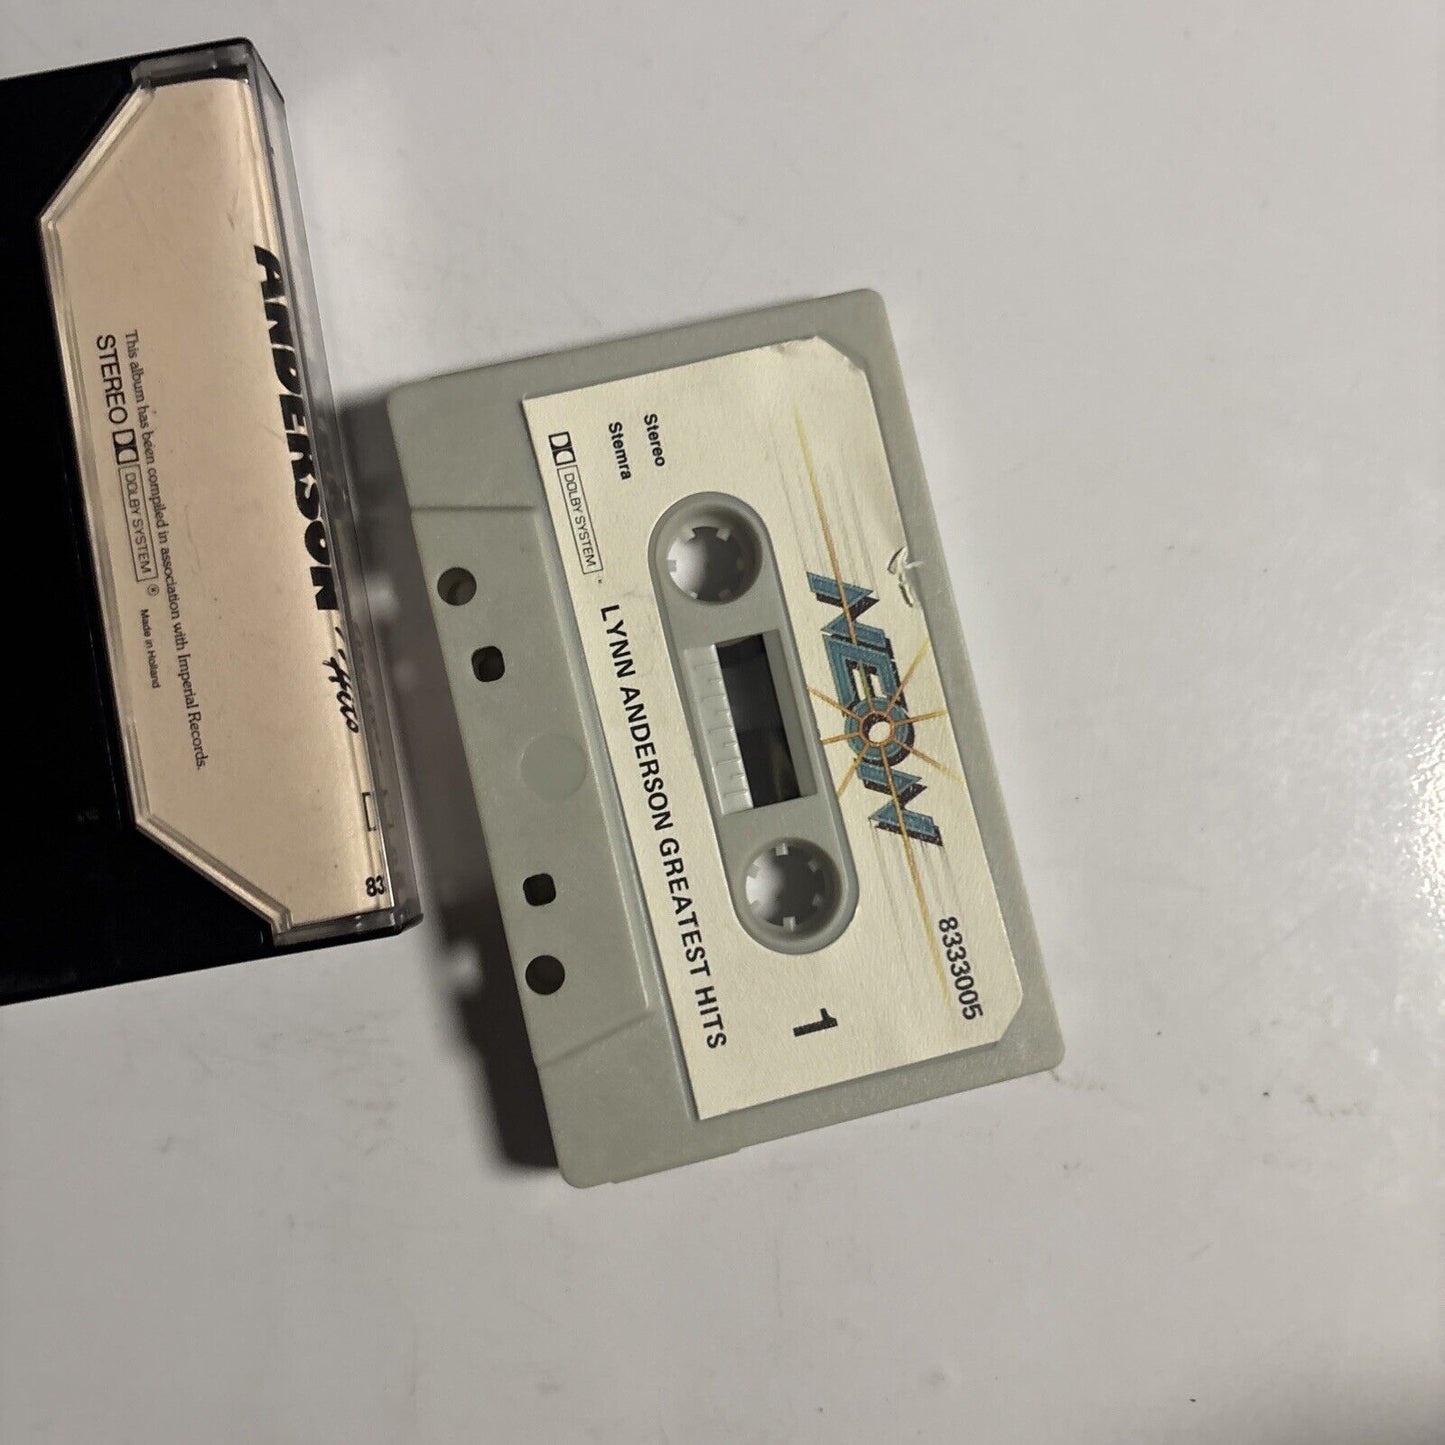 ANDERSON
Hits
83
This album has been compiled in association with Imperial Records.
STEREO DOLBY SYSTEM ® Made in Holland
NEON
8333005
Stereo
Stemra
1
DOLBY SYSTEM
LYNN ANDERSON GREATEST HITS